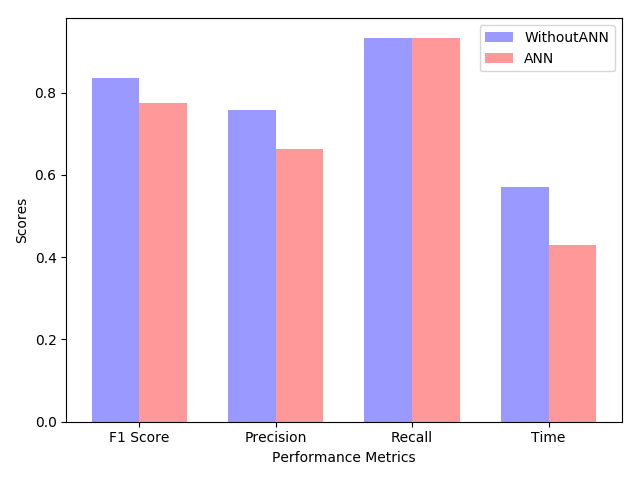 WithoutANN
ANN
Scores
0.8
0.6
0.4
0.2
0.0
F1 Score
Precision
Recall
Time
Performance Metrics